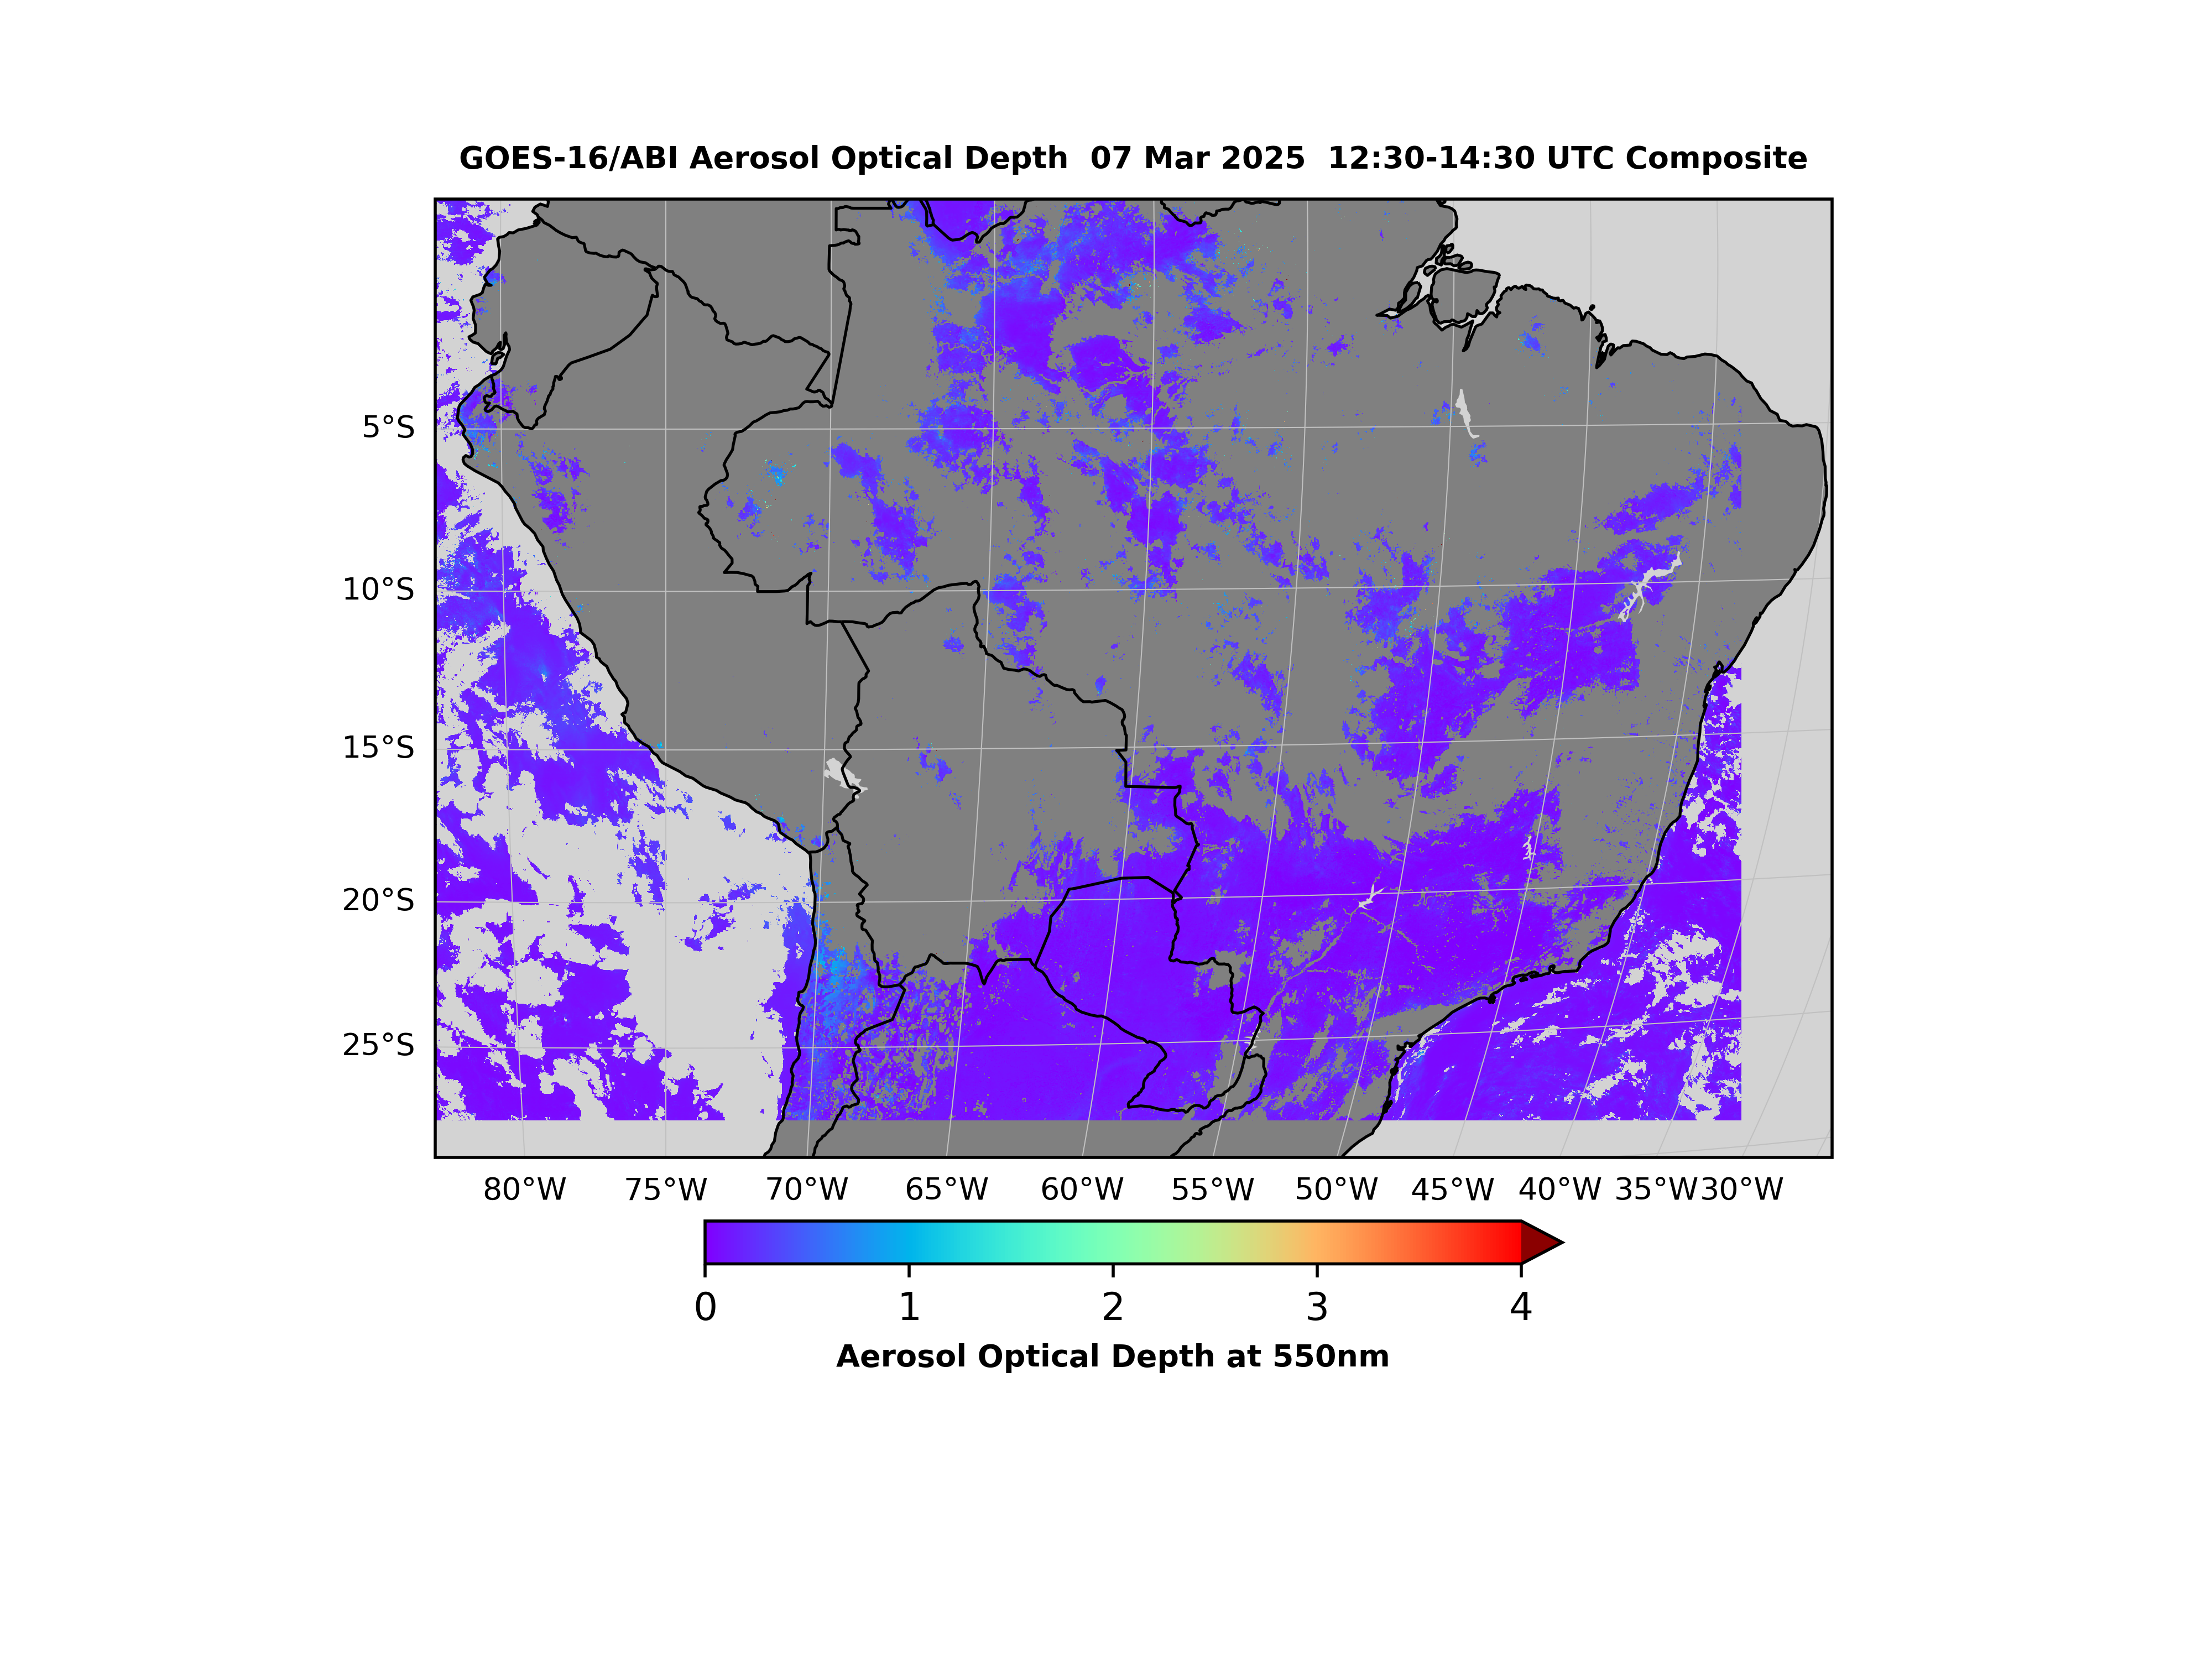 GOES-16/ABI Aerosol Optical Depth  07 Mar 2025  12:30-14:30 UTC Composite
5°S
10°S
15°S
20°S
25°S
80°W 75°W 70°W 65°W 60°W 55°W 50°W 45°W 40°W 35°W 30°W
0 1 2 3 4
Aerosol Optical Depth at 550nm